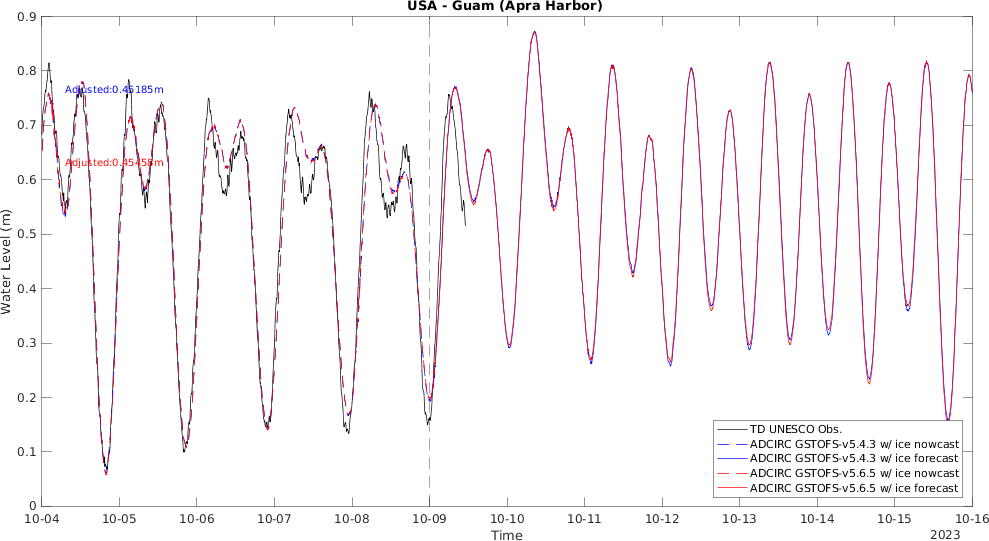 USA - Guam (Apra Harbor)
0.9
0.8
0.7
0.6
0.5
0.4
0.3
0.2
0.1
0
Water Level (m)
Adjusted:0.45185m
Adjusted:0.45458m
TD UNESCO Obs.
ADCIRC GSTOFS-v5.4.3 w/ ice nowcast
ADCIRC GSTOFS-v5.4.3 w/ ice forecast
ADCIRC GSTOFS-v5.6.5 w/ ice nowcast
ADCIRC GSTOFS-v5.6.5 w/ ice forecast
10-04 10-05 10-06 10-07 10-08 10-09 10-10 10-11 10-12 10-13 10-14 10-15 10-16
Time
2023